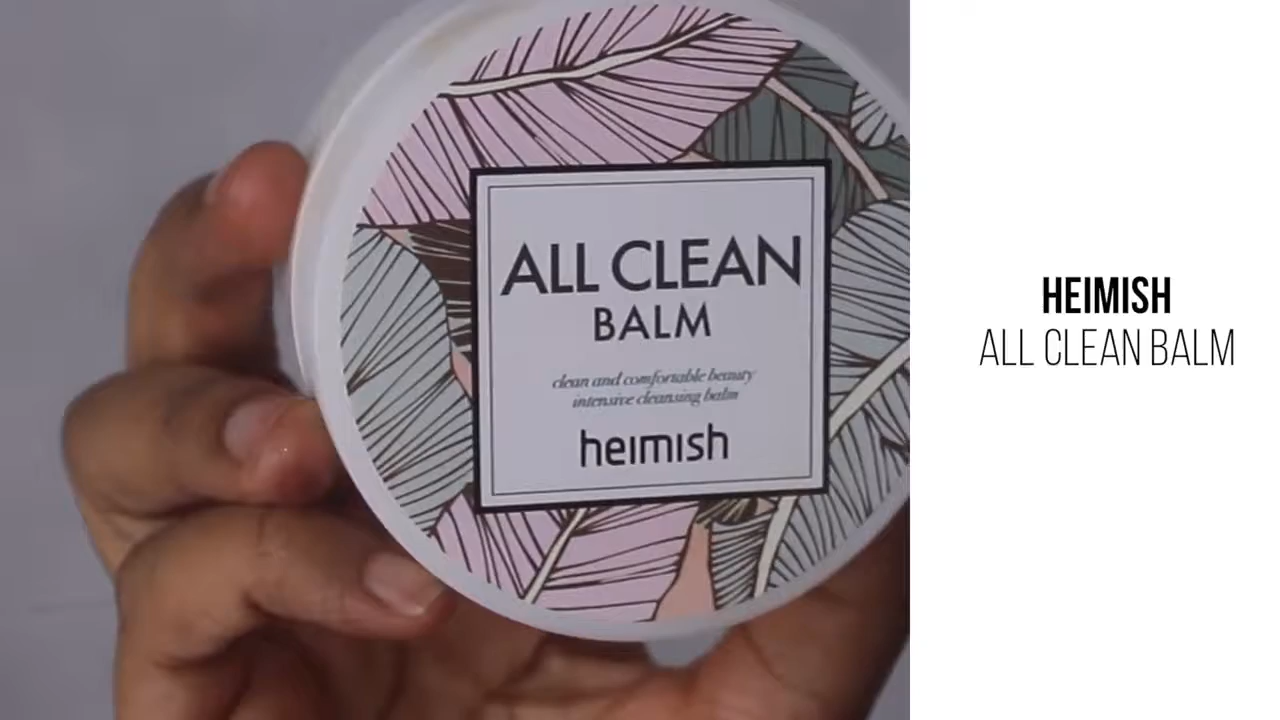 ALL CLEAN
BALM
clean and comfortable beauty
intensive cleansing balm
heimish
HEIMISH
ALL CLEAN BALM